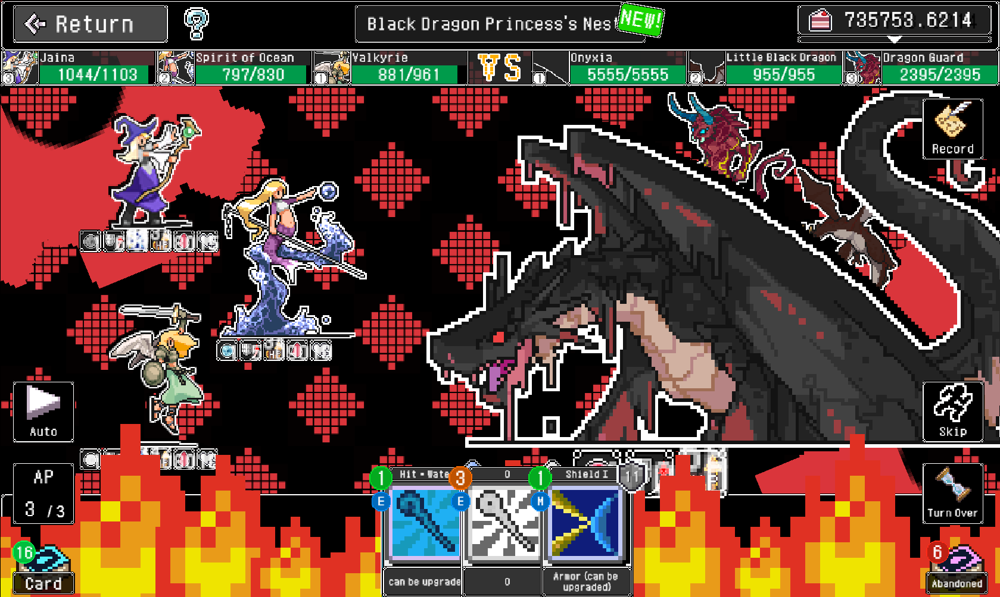 Return
?
Black Dragon Princess's Nest
NEW!
735753.6214
Jaina
3
1044/1103
Spirit of Ocean
2
797/830
Valkyrie
1
881/961
VS
Onyxia
1
5555/5555
Little Black Dragon
2
955/955
Dragon Guard
3
2395/2395
Record
Auto
Skip
AP
3 /3
Turn Over
16
Card
1
E
Hit - Wate
can be upgrade
3
E
0
0
1
M
Shield I
11
Armor (can be
upgraded)
6
Abandoned